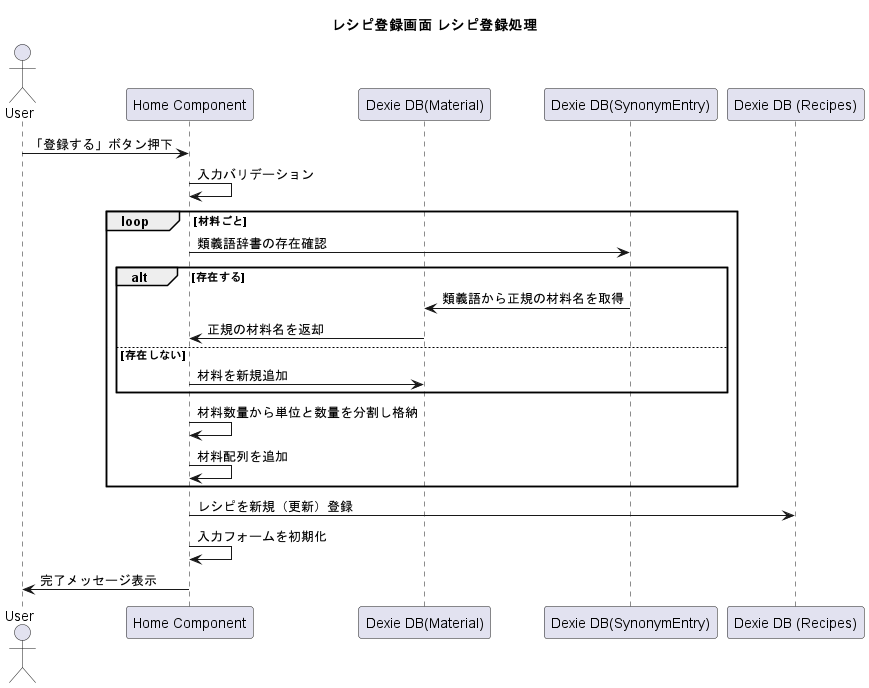 レシピ登録画面 レシピ登録処理
User
Home Component
Dexie DB(Material)
Dexie DB(SynonymEntry)
Dexie DB (Recipes)
「登録する」ボタン押下
入力バリデーション
loop
[材料ごと]
類義語辞書の存在確認
alt
[存在する]
類義語から正規の材料名を取得
正規の材料名を返却
[存在しない]
材料を新規追加
材料数量から単位と数量を分割し格納
材料配列を追加
レシピを新規（更新）登録
入力フォームを初期化
完了メッセージ表示
User
Home Component
Dexie DB(Material)
Dexie DB(SynonymEntry)
Dexie DB (Recipes)